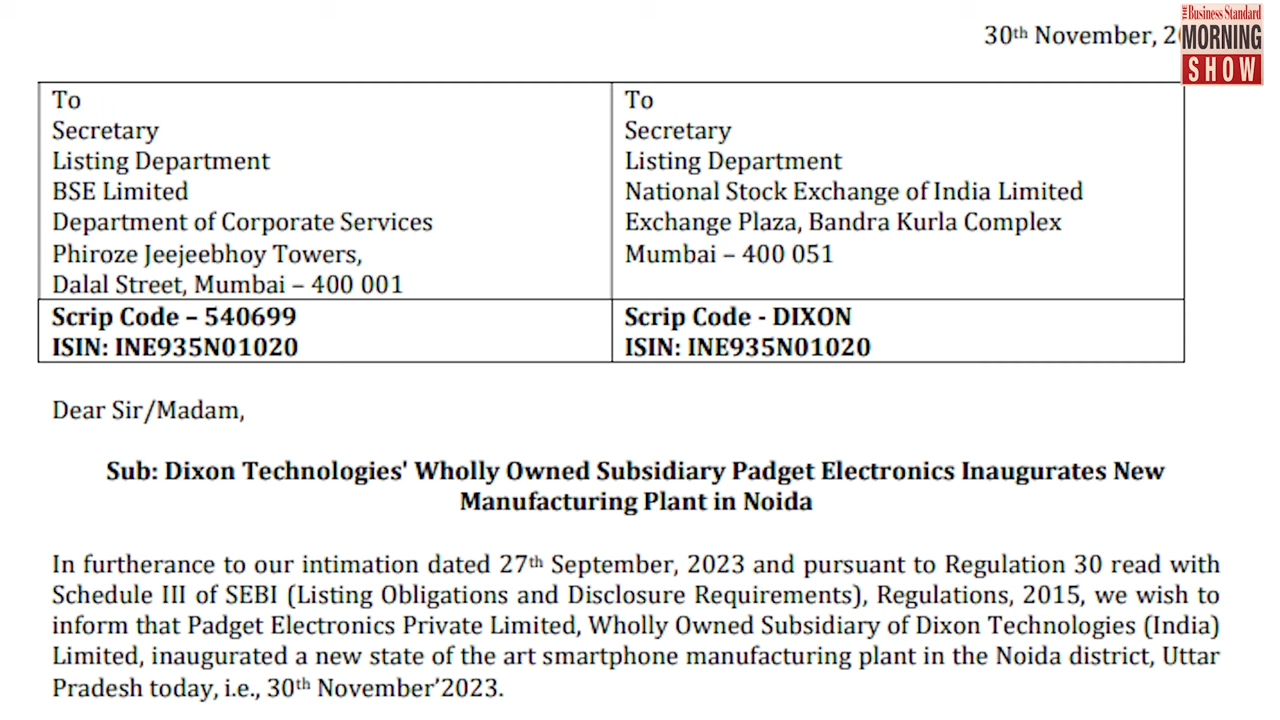 30th November, 2
THE Business Standard
MORNING
SHOW
To
Secretary
Listing Department
BSE Limited
Department of Corporate Services
Phiroze Jeejeebhoy Towers,
Dalal Street, Mumbai – 400 001
To
Secretary
Listing Department
National Stock Exchange of India Limited
Exchange Plaza, Bandra Kurla Complex
Mumbai – 400 051
Scrip Code – 540699
ISIN: INE935N01020
Scrip Code - DIXON
ISIN: INE935N01020
Dear Sir/Madam,
Sub: Dixon Technologies' Wholly Owned Subsidiary Padget Electronics Inaugurates New
Manufacturing Plant in Noida
In furtherance to our intimation dated 27th September, 2023 and pursuant to Regulation 30 read with
Schedule III of SEBI (Listing Obligations and Disclosure Requirements), Regulations, 2015, we wish to
inform that Padget Electronics Private Limited, Wholly Owned Subsidiary of Dixon Technologies (India)
Limited, inaugurated a new state of the art smartphone manufacturing plant in the Noida district, Uttar
Pradesh today, i.e., 30th November’2023.